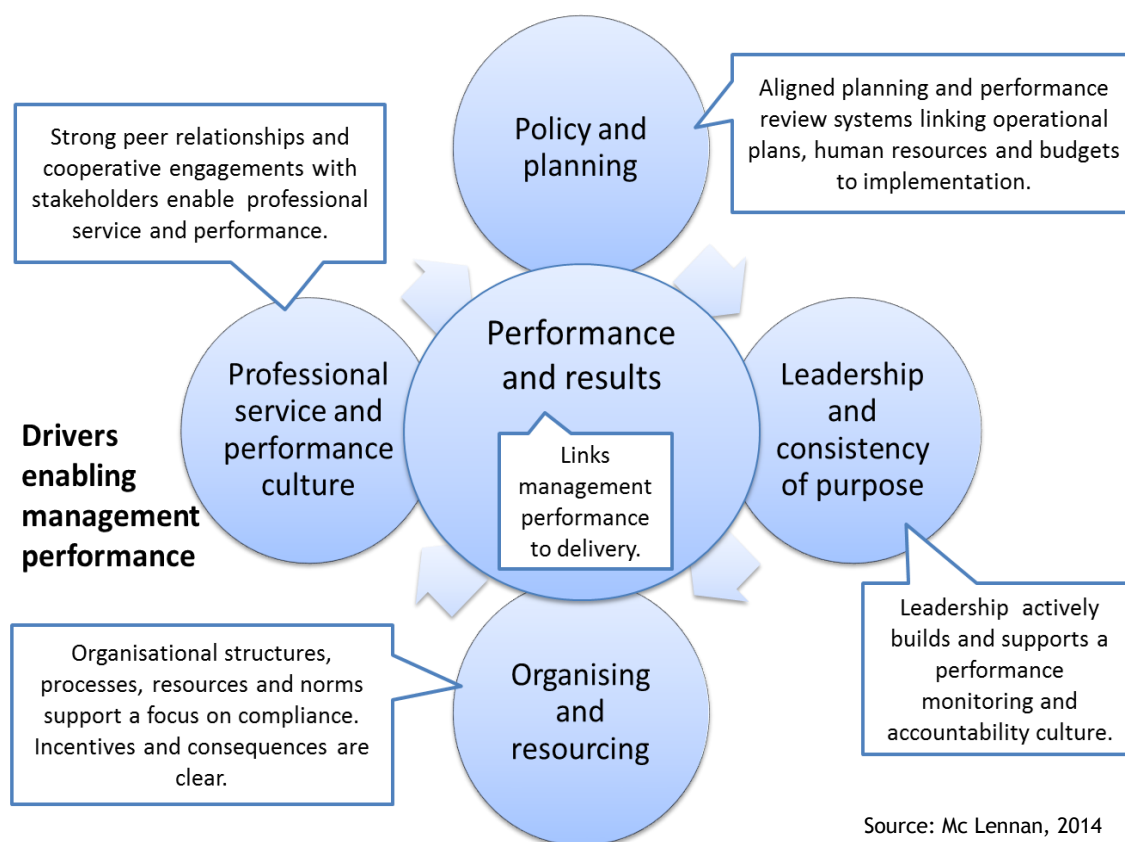 Policy and
planning
Aligned planning and performance
review systems linking operational
plans, human resources and budgets
to implementation.
Strong peer relationships and
cooperative engagements with
stakeholders enable professional
service and performance.
Professional
service and
performance
culture
Performance
and results
Links
management
performance
to delivery.
Leadership
and
consistency
of purpose
Drivers
enabling
management
performance
Leadership actively
builds and supports a
performance
monitoring and
accountability culture.
Organisational structures,
processes, resources and norms
support a focus on compliance.
Incentives and consequences are
clear.
Organising
and
resourcing
Source: Mc Lennan, 2014